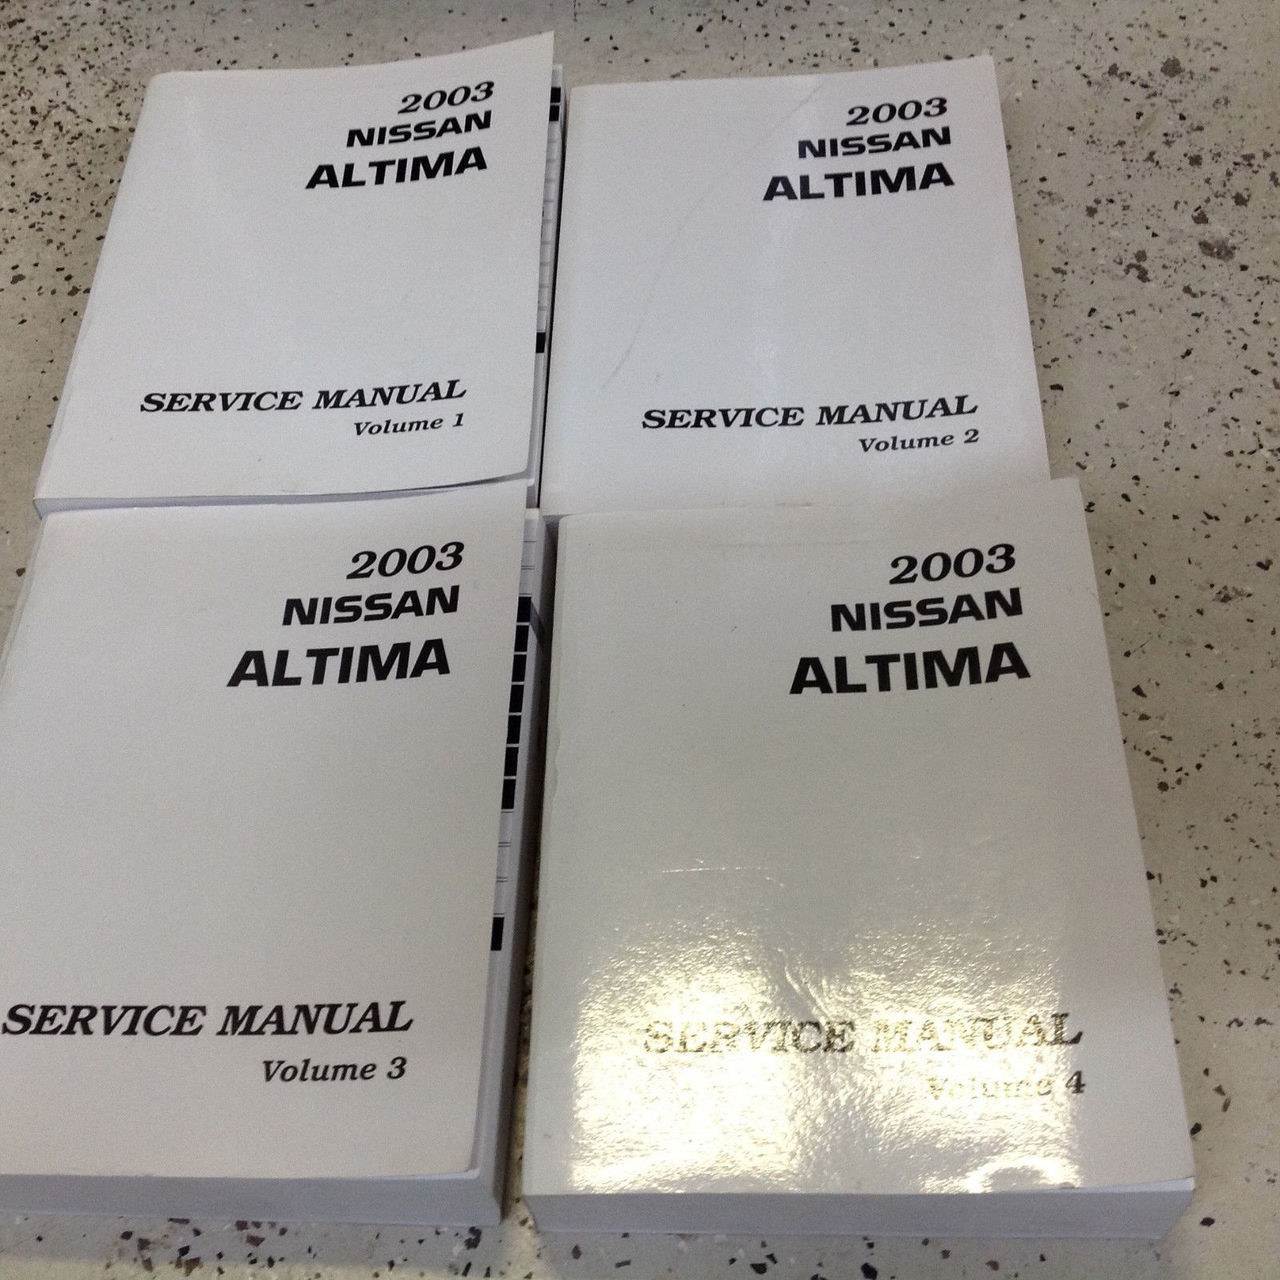 2003
NISSAN
ALTIMA
SERVICE MANUAL
Volume 1
2003
NISSAN
ALTIMA
SERVICE MANUAL
Volume 2
2003
NISSAN
ALTIMA
SERVICE MANUAL
Volume 3
2003
NISSAN
ALTIMA
SERVICE MANUAL
Volume 4